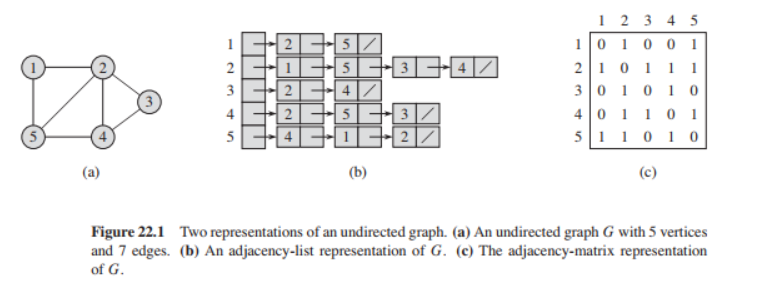 1 2 3 4 5
1 2 5 /
2 1 5 3 4 /
3 2 4 /
4 2 5 3 /
5 4 1 2 /
1 2 3 4 5
1 0 1 0 0 1
2 1 0 1 1 1
3 0 1 0 1 0
4 0 1 1 0 1
5 1 1 0 1 0
(a) (b) (c)
Figure 22.1 Two representations of an undirected graph. (a) An undirected graph G with 5 vertices
and 7 edges. (b) An adjacency-list representation of G. (c) The adjacency-matrix representation
of G.